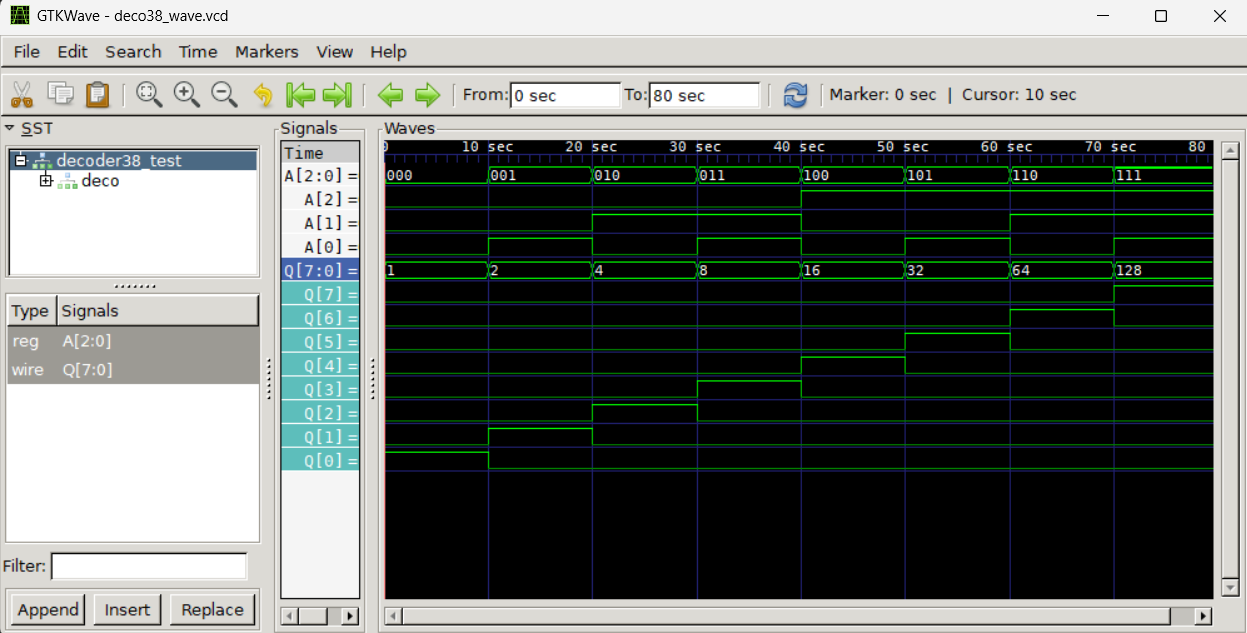 GTKWave - deco38_wave.vcd
File Edit Search Time Markers View Help
From: 0 sec To: 80 sec Marker: 0 sec | Cursor: 10 sec
SST
decoder38_test
deco
Type Signals
reg A[2:0]
wire Q[7:0]
Filter:
Append Insert Replace
Signals
Time
A[2:0] =
A[2] =
A[1] =
A[0] =
Q[7:0] =
Q[7] =
Q[6] =
Q[5] =
Q[4] =
Q[3] =
Q[2] =
Q[1] =
Q[0] =
Waves
0 10 sec 20 sec 30 sec 40 sec 50 sec 60 sec 70 sec 80
000 001 010 011 100 101 110 111
1 2 4 8 16 32 64 128